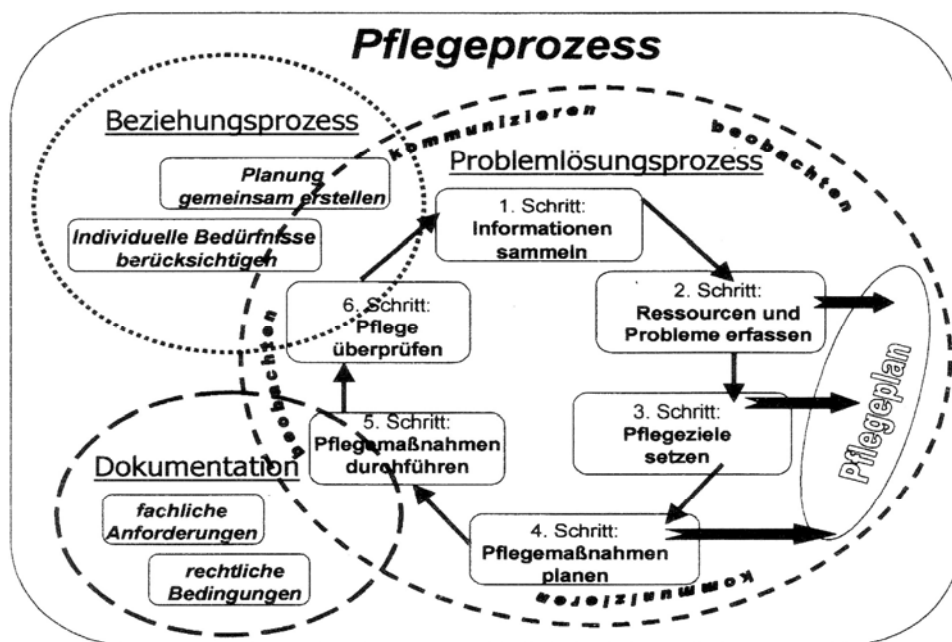 Pflegeprozess
Beziehungsprozess
Planung
gemeinsam erstellen
Individuelle Bedürfnisse
berücksichtigen
kommunizieren
beobachten
Problemlösungsprozess
1. Schritt:
Informationen
sammeln
2. Schritt:
Ressourcen und
Probleme erfassen
3. Schritt:
Pflegeziele
setzen
4. Schritt:
Pflegemaßnahmen
planen
5. Schritt:
Pflegemaßnahmen
durchführen
6. Schritt:
Pflege
überprüfen
Pflegeplan
beobachten
kommunizieren
Dokumentation
fachliche
Anforderungen
rechtliche
Bedingungen